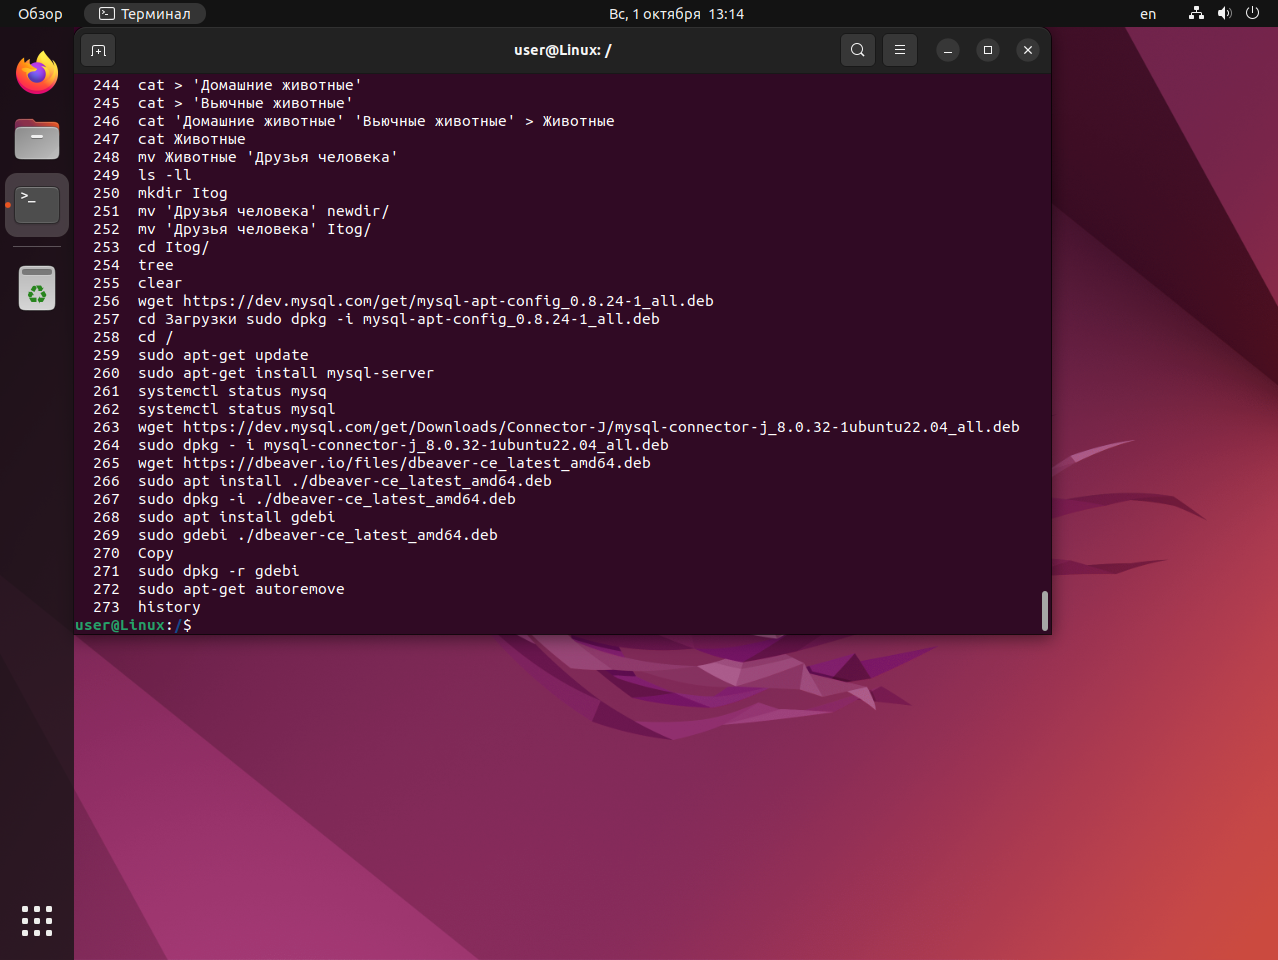 Обзор
Терминал
Вс, 1 октября 13:14
en
user@Linux: /
244 cat > 'Домашние животные'
245 cat > 'Вьючные животные'
246 cat 'Домашние животные' 'Вьючные животные' > Животные
247 cat Животные
248 mv Животные 'Друзья человека'
249 ls -ll
250 mkdir Itog
251 mv 'Друзья человека' newdir/
252 mv 'Друзья человека' Itog/
253 cd Itog/
254 tree
255 clear
256 wget https://dev.mysql.com/get/mysql-apt-config_0.8.24-1_all.deb
257 cd Загрузки sudo dpkg -i mysql-apt-config_0.8.24-1_all.deb
258 cd /
259 sudo apt-get update
260 sudo apt-get install mysql-server
261 systemctl status mysq
262 systemctl status mysql
263 wget https://dev.mysql.com/get/Downloads/Connector-J/mysql-connector-j_8.0.32-1ubuntu22.04_all.deb
264 sudo dpkg - i mysql-connector-j_8.0.32-1ubuntu22.04_all.deb
265 wget https://dbeaver.io/files/dbeaver-ce_latest_amd64.deb
266 sudo apt install ./dbeaver-ce_latest_amd64.deb
267 sudo dpkg -i ./dbeaver-ce_latest_amd64.deb
268 sudo apt install gdebi
269 sudo gdebi ./dbeaver-ce_latest_amd64.deb
270 Copy
271 sudo dpkg -r gdebi
272 sudo apt-get autoremove
273 history
user@Linux:/$